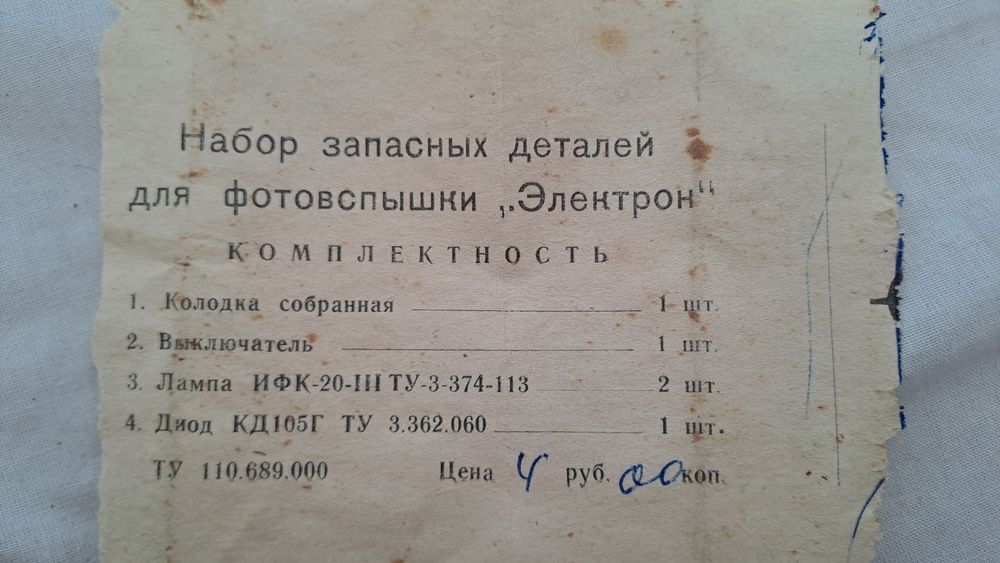 Набор запасных деталей
для фотовспышки „Электрон“
КОМПЛЕКТНОСТЬ
1. Колодка собранная 1 шт.
2. Выключатель 1 шт.
3. Лампа ИФК-20-III ТУ-3-374-113 2 шт.
4. Диод КД105Г ТУ 3.362.060 1 шт.
ТУ 110.689.000 Цена 4 руб. 00 коп.